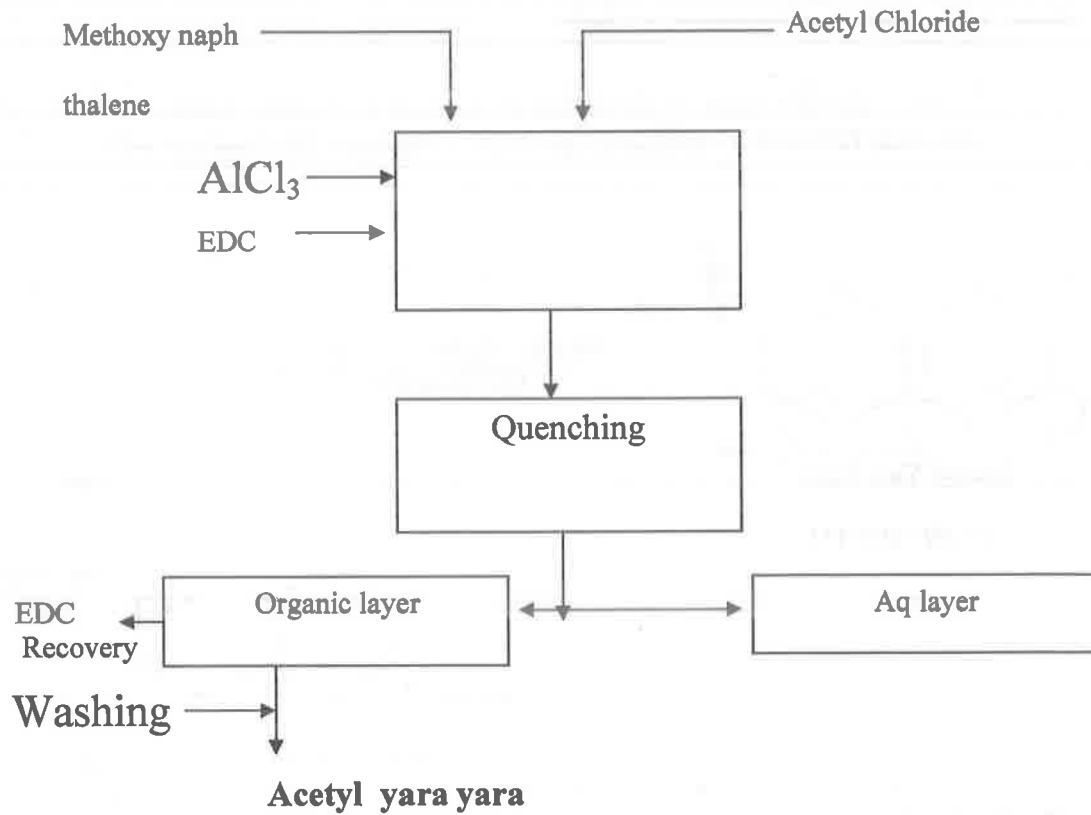 Methoxy naph
thalene
Acetyl Chloride
AlCl₃
EDC
Quenching
Organic layer
Aq layer
EDC
Recovery
Washing
Acetyl yara yara